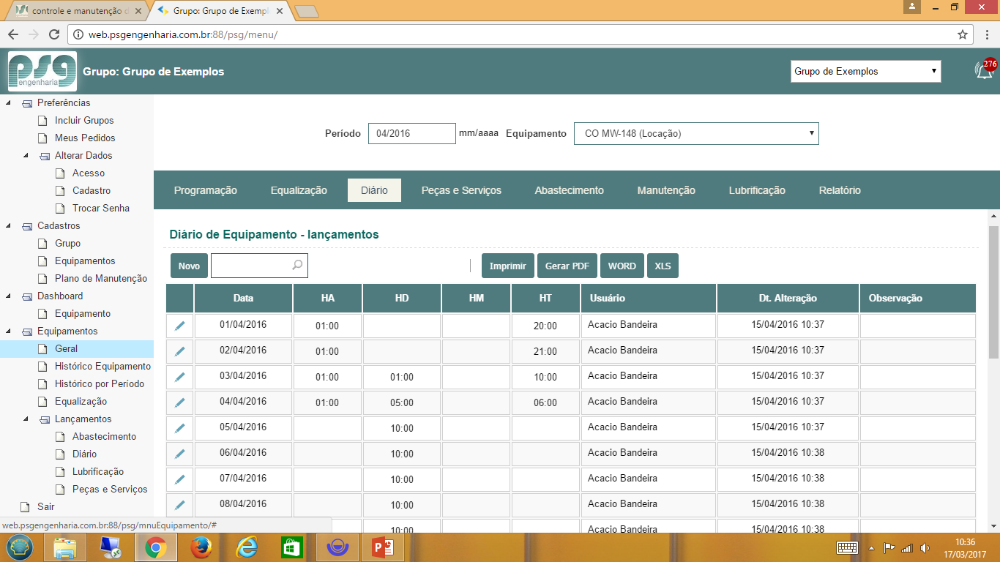 controle e manutenção d
Grupo: Grupo de Exempl
web.psgengenharia.com.br:88/psg/menu/
psg
engenharia
Grupo: Grupo de Exemplos
Grupo de Exemplos
276
Preferências
Incluir Grupos
Meus Pedidos
Alterar Dados
Acesso
Cadastro
Trocar Senha
Cadastros
Grupo
Equipamentos
Plano de Manutenção
Dashboard
Equipamento
Equipamentos
Geral
Histórico Equipamento
Histórico por Período
Equalização
Lançamentos
Abastecimento
Diário
Lubrificação
Peças e Serviços
Sair
Período 04/2016 mm/aaaa Equipamento CO MW-148 (Locação)
Programação Equalização Diário Peças e Serviços Abastecimento Manutenção Lubrificação Relatório
Diário de Equipamento - lançamentos
Novo Imprimir Gerar PDF WORD XLS
Data HA HD HM HT Usuário Dt. Alteração Observação
01/04/2016 01:00 20:00 Acacio Bandeira 15/04/2016 10:37
02/04/2016 01:00 21:00 Acacio Bandeira 15/04/2016 10:37
03/04/2016 01:00 01:00 10:00 Acacio Bandeira 15/04/2016 10:37
04/04/2016 01:00 05:00 06:00 Acacio Bandeira 15/04/2016 10:37
05/04/2016 10:00 Acacio Bandeira 15/04/2016 10:37
06/04/2016 10:00 Acacio Bandeira 15/04/2016 10:38
07/04/2016 10:00 Acacio Bandeira 15/04/2016 10:38
08/04/2016 10:00 Acacio Bandeira 15/04/2016 10:38
10:00 Acacio Bandeira 15/04/2016 10:38
web.psgengenharia.com.br:88/psg/mnuEquipamento/#
10:36
17/03/2017